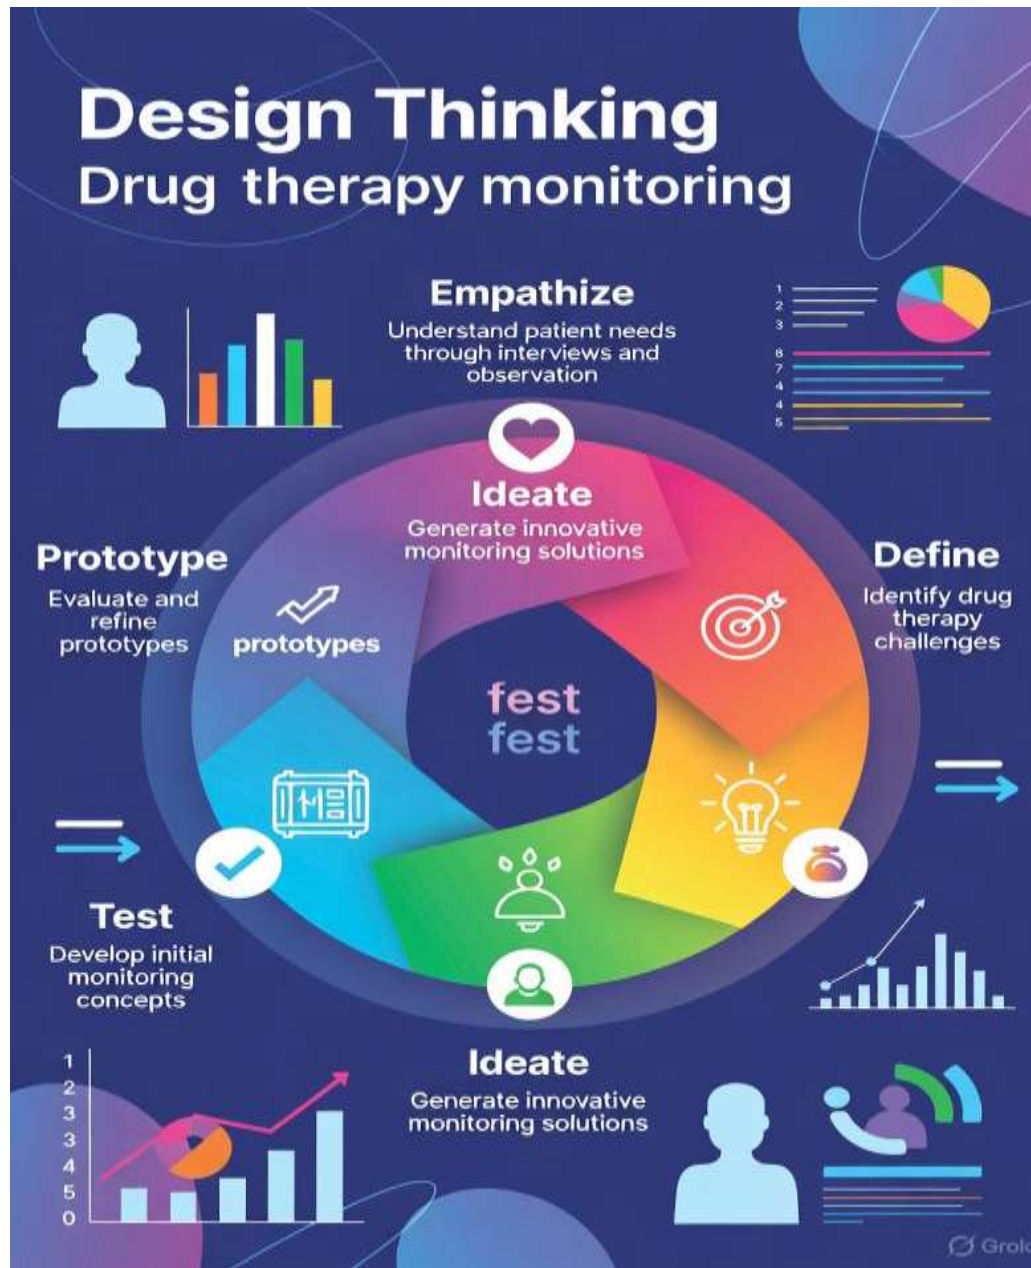 Design Thinking
Drug therapy monitoring
Empathize
Understand patient needs
through interviews and
observation
1
2
3
6
7
4
4
5
Ideate
Generate innovative
monitoring solutions
Prototype
Evaluate and
refine
prototypes
prototypes
Define
Identify drug
therapy
challenges
fest
fest
Test
Develop initial
monitoring
concepts
Ideate
Generate innovative
monitoring solutions
1
2
3
3
4
5
0